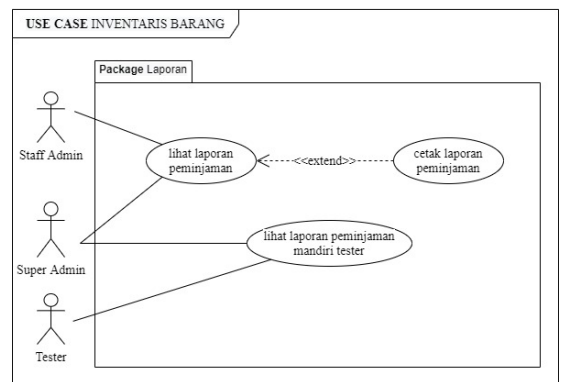 USE CASE INVENTARIS BARANG
Package Laporan
Staff Admin
lihat laporan
peminjaman
<<extend>>
cetak laporan
peminjaman
Super Admin
lihat laporan peminjaman
mandiri tester
Tester